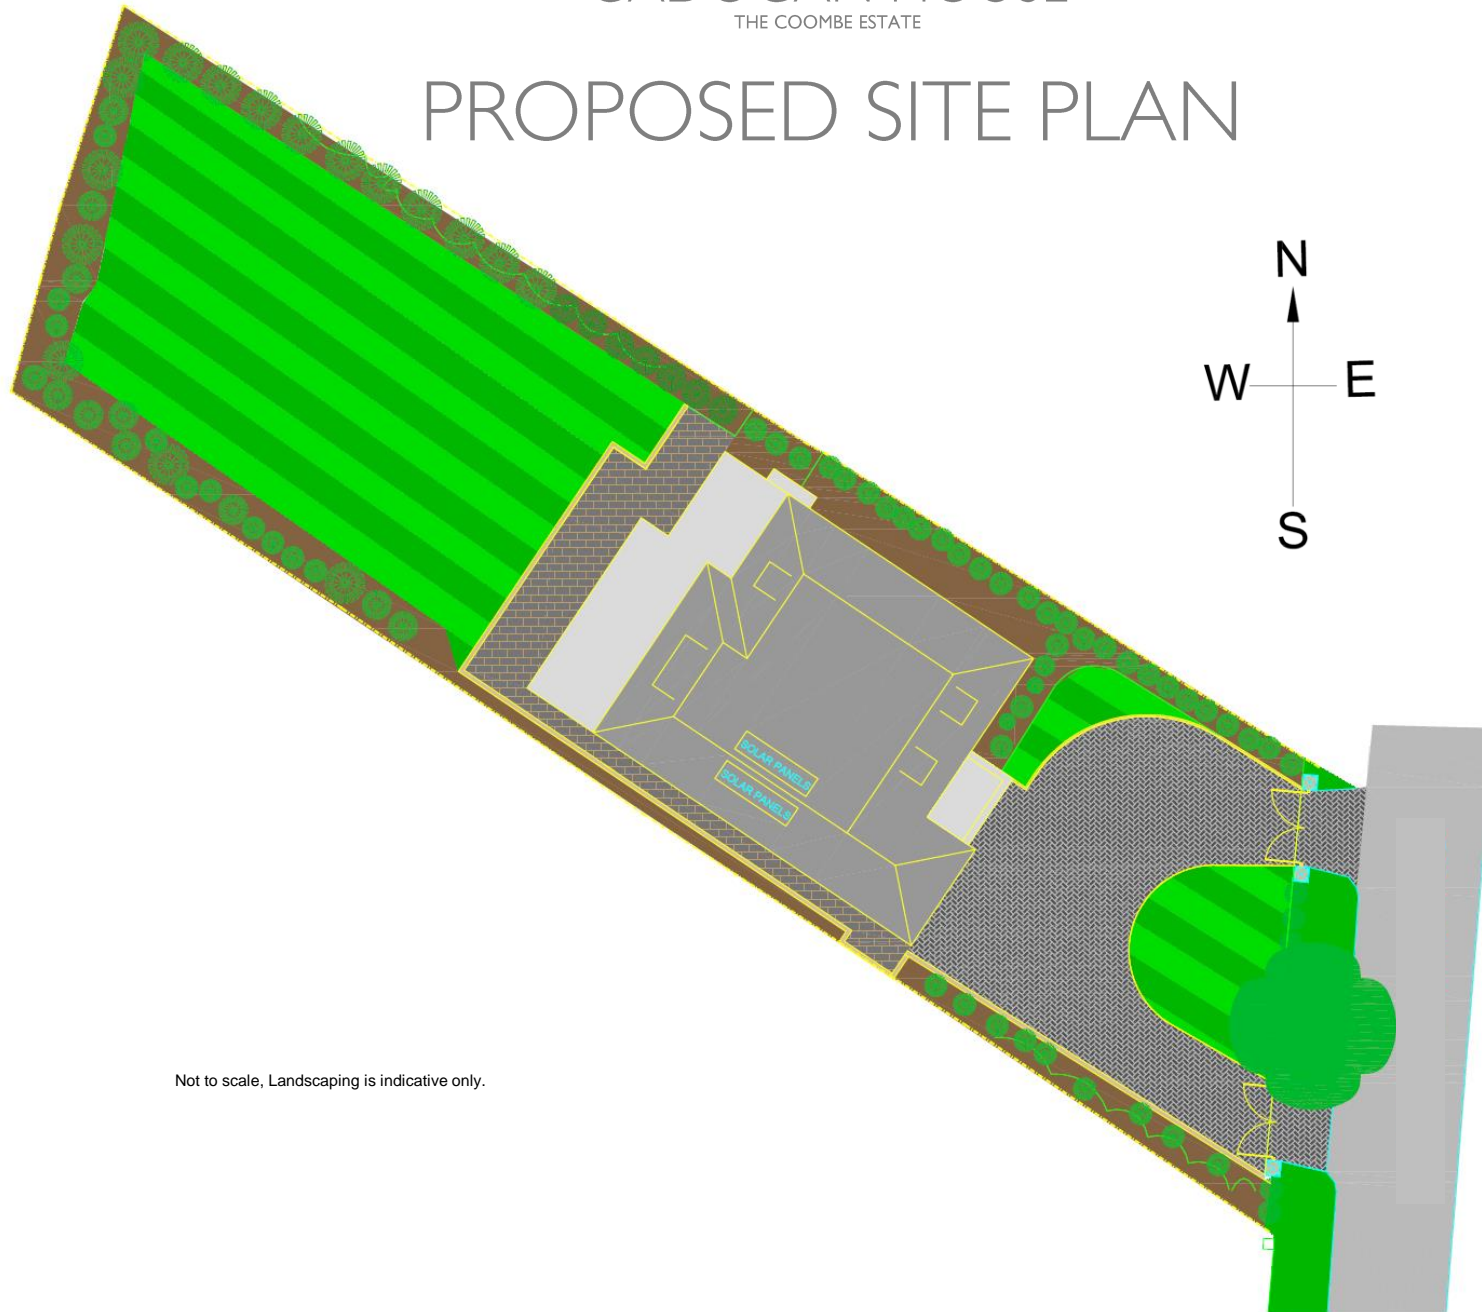 THE COOMBE ESTATE
PROPOSED SITE PLAN
N
W E
S
SOLAR PANELS
SOLAR PANELS
Not to scale, Landscaping is indicative only.